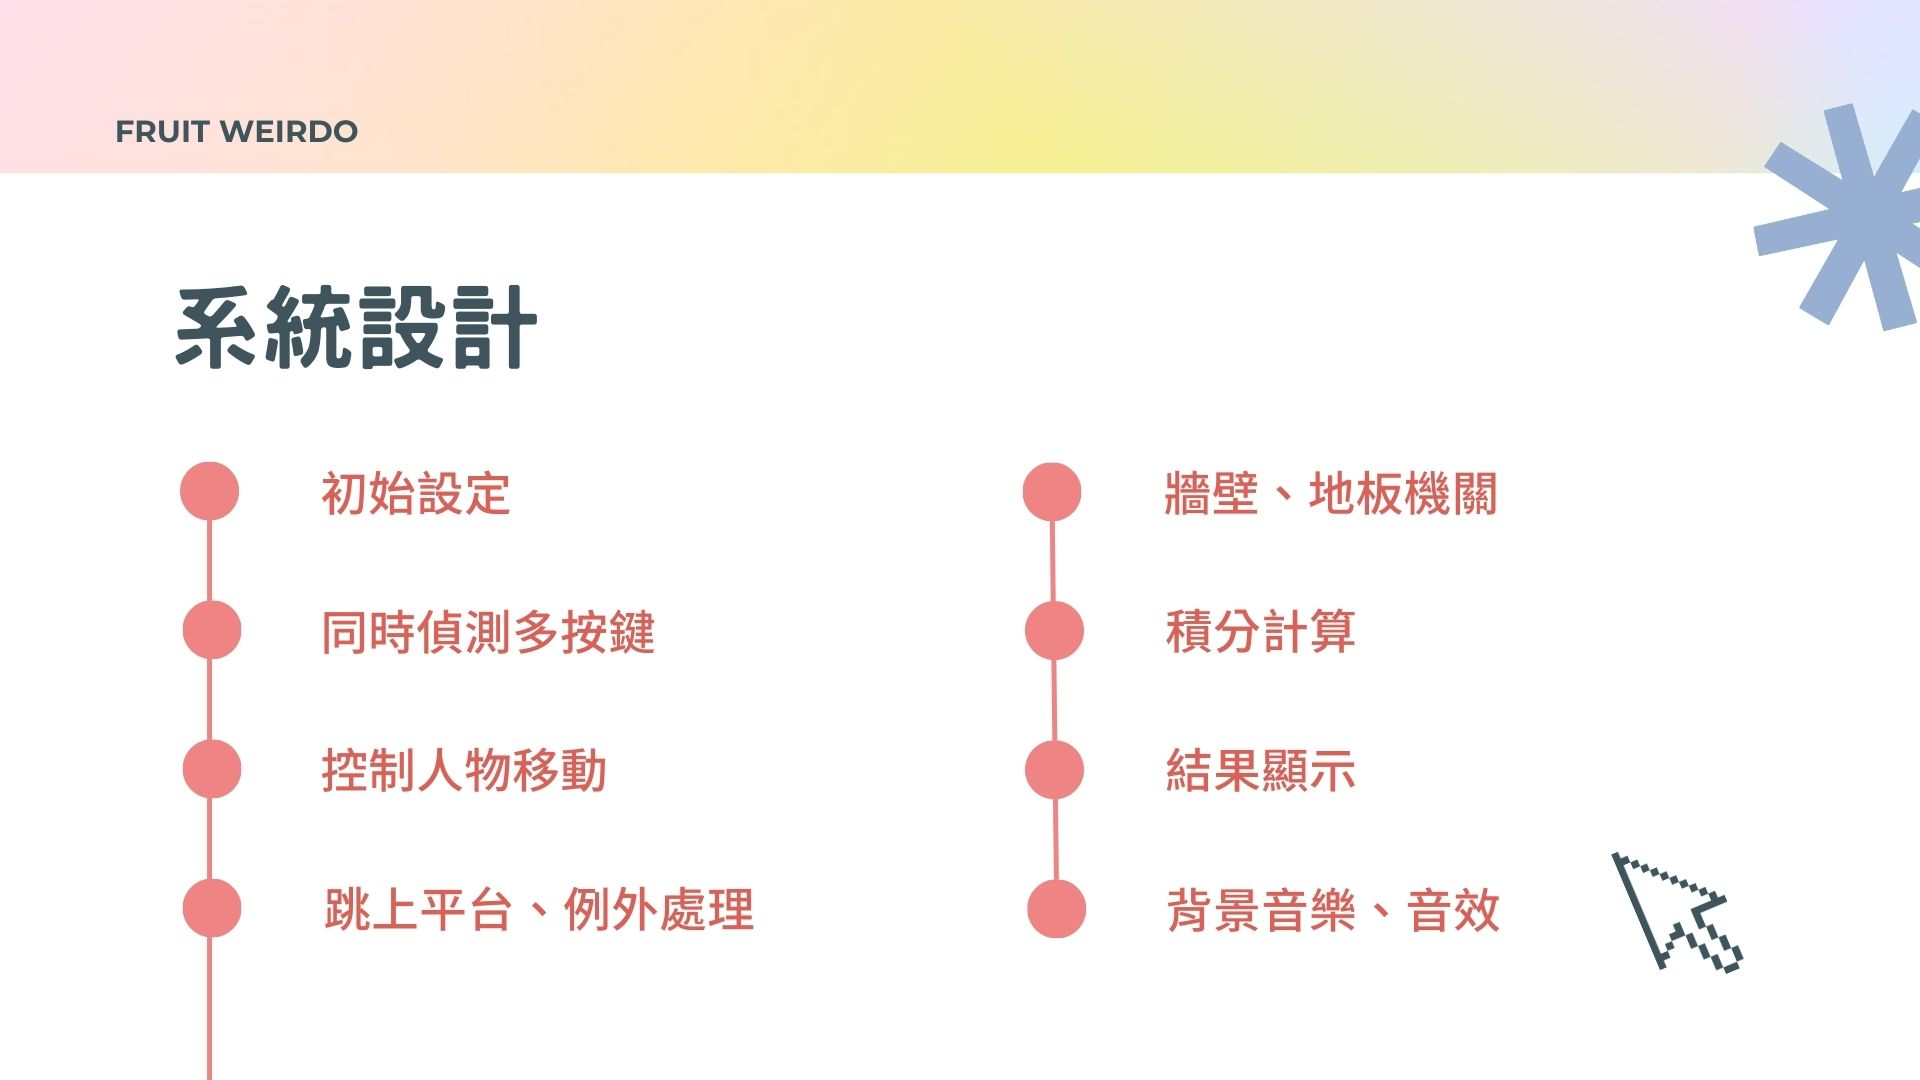 FRUIT WEIRDO
系統設計
初始設定
同時偵測多按鍵
控制人物移動
跳上平台、例外處理
牆壁、地板機關
積分計算
結果顯示
背景音樂、音效